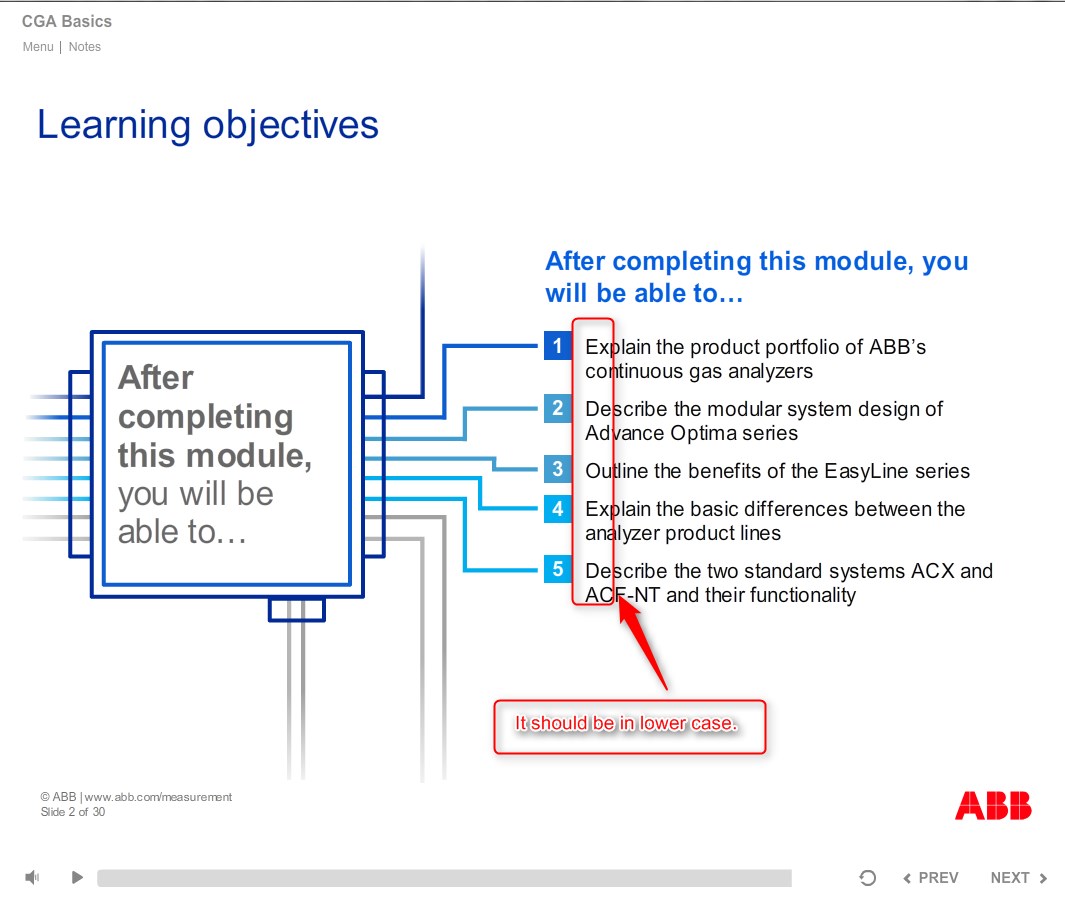 CGA Basics
Menu | Notes
Learning objectives
After completing this module, you
will be able to…
After
completing
this module,
you will be
able to…
1 Explain the product portfolio of ABB’s
continuous gas analyzers
2 Describe the modular system design of
Advance Optima series
3 Outline the benefits of the EasyLine series
4 Explain the basic differences between the
analyzer product lines
5 Describe the two standard systems ACX and
ACF-NT and their functionality
It should be in lower case.
© ABB | www.abb.com/measurement
Slide 2 of 30
ABB
PREV NEXT